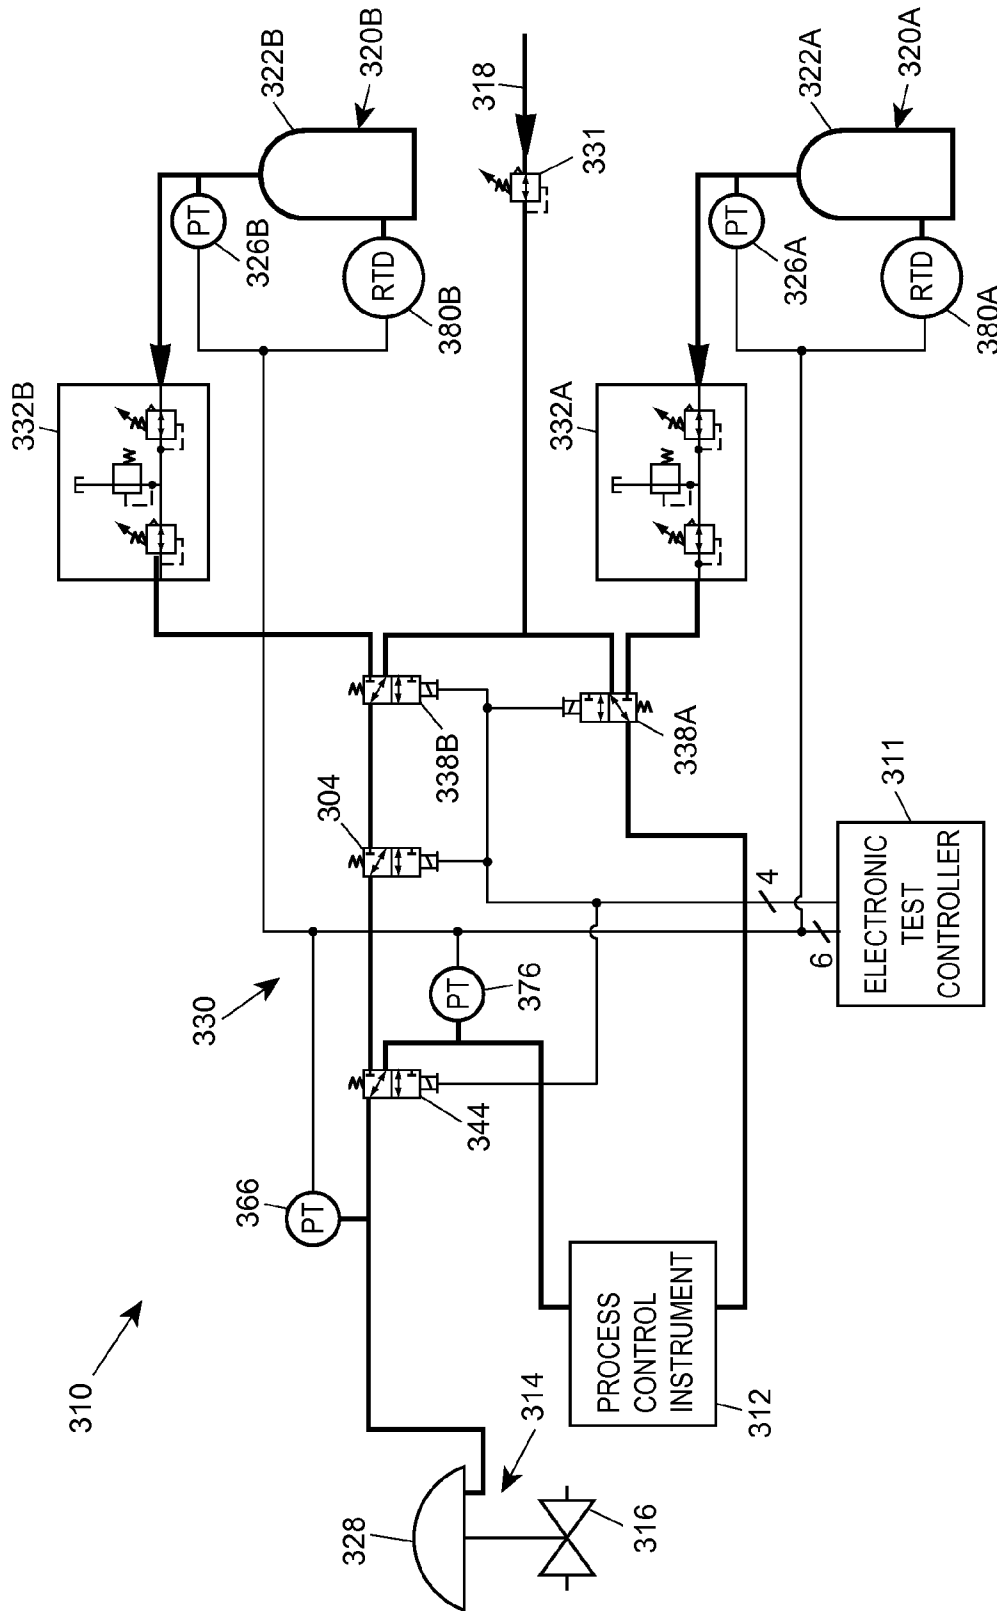 332B
310
PT
330
366
326B
322B
PT
304
328
320B
RTD
338B
380B
PT
344
318
376
314
332A
331
PROCESS
CONTROL
INSTRUMENT
316
338A
PT
312
4
326A
322A
6
ELECTRONIC
TEST
CONTROLLER
311
320A
RTD
380A